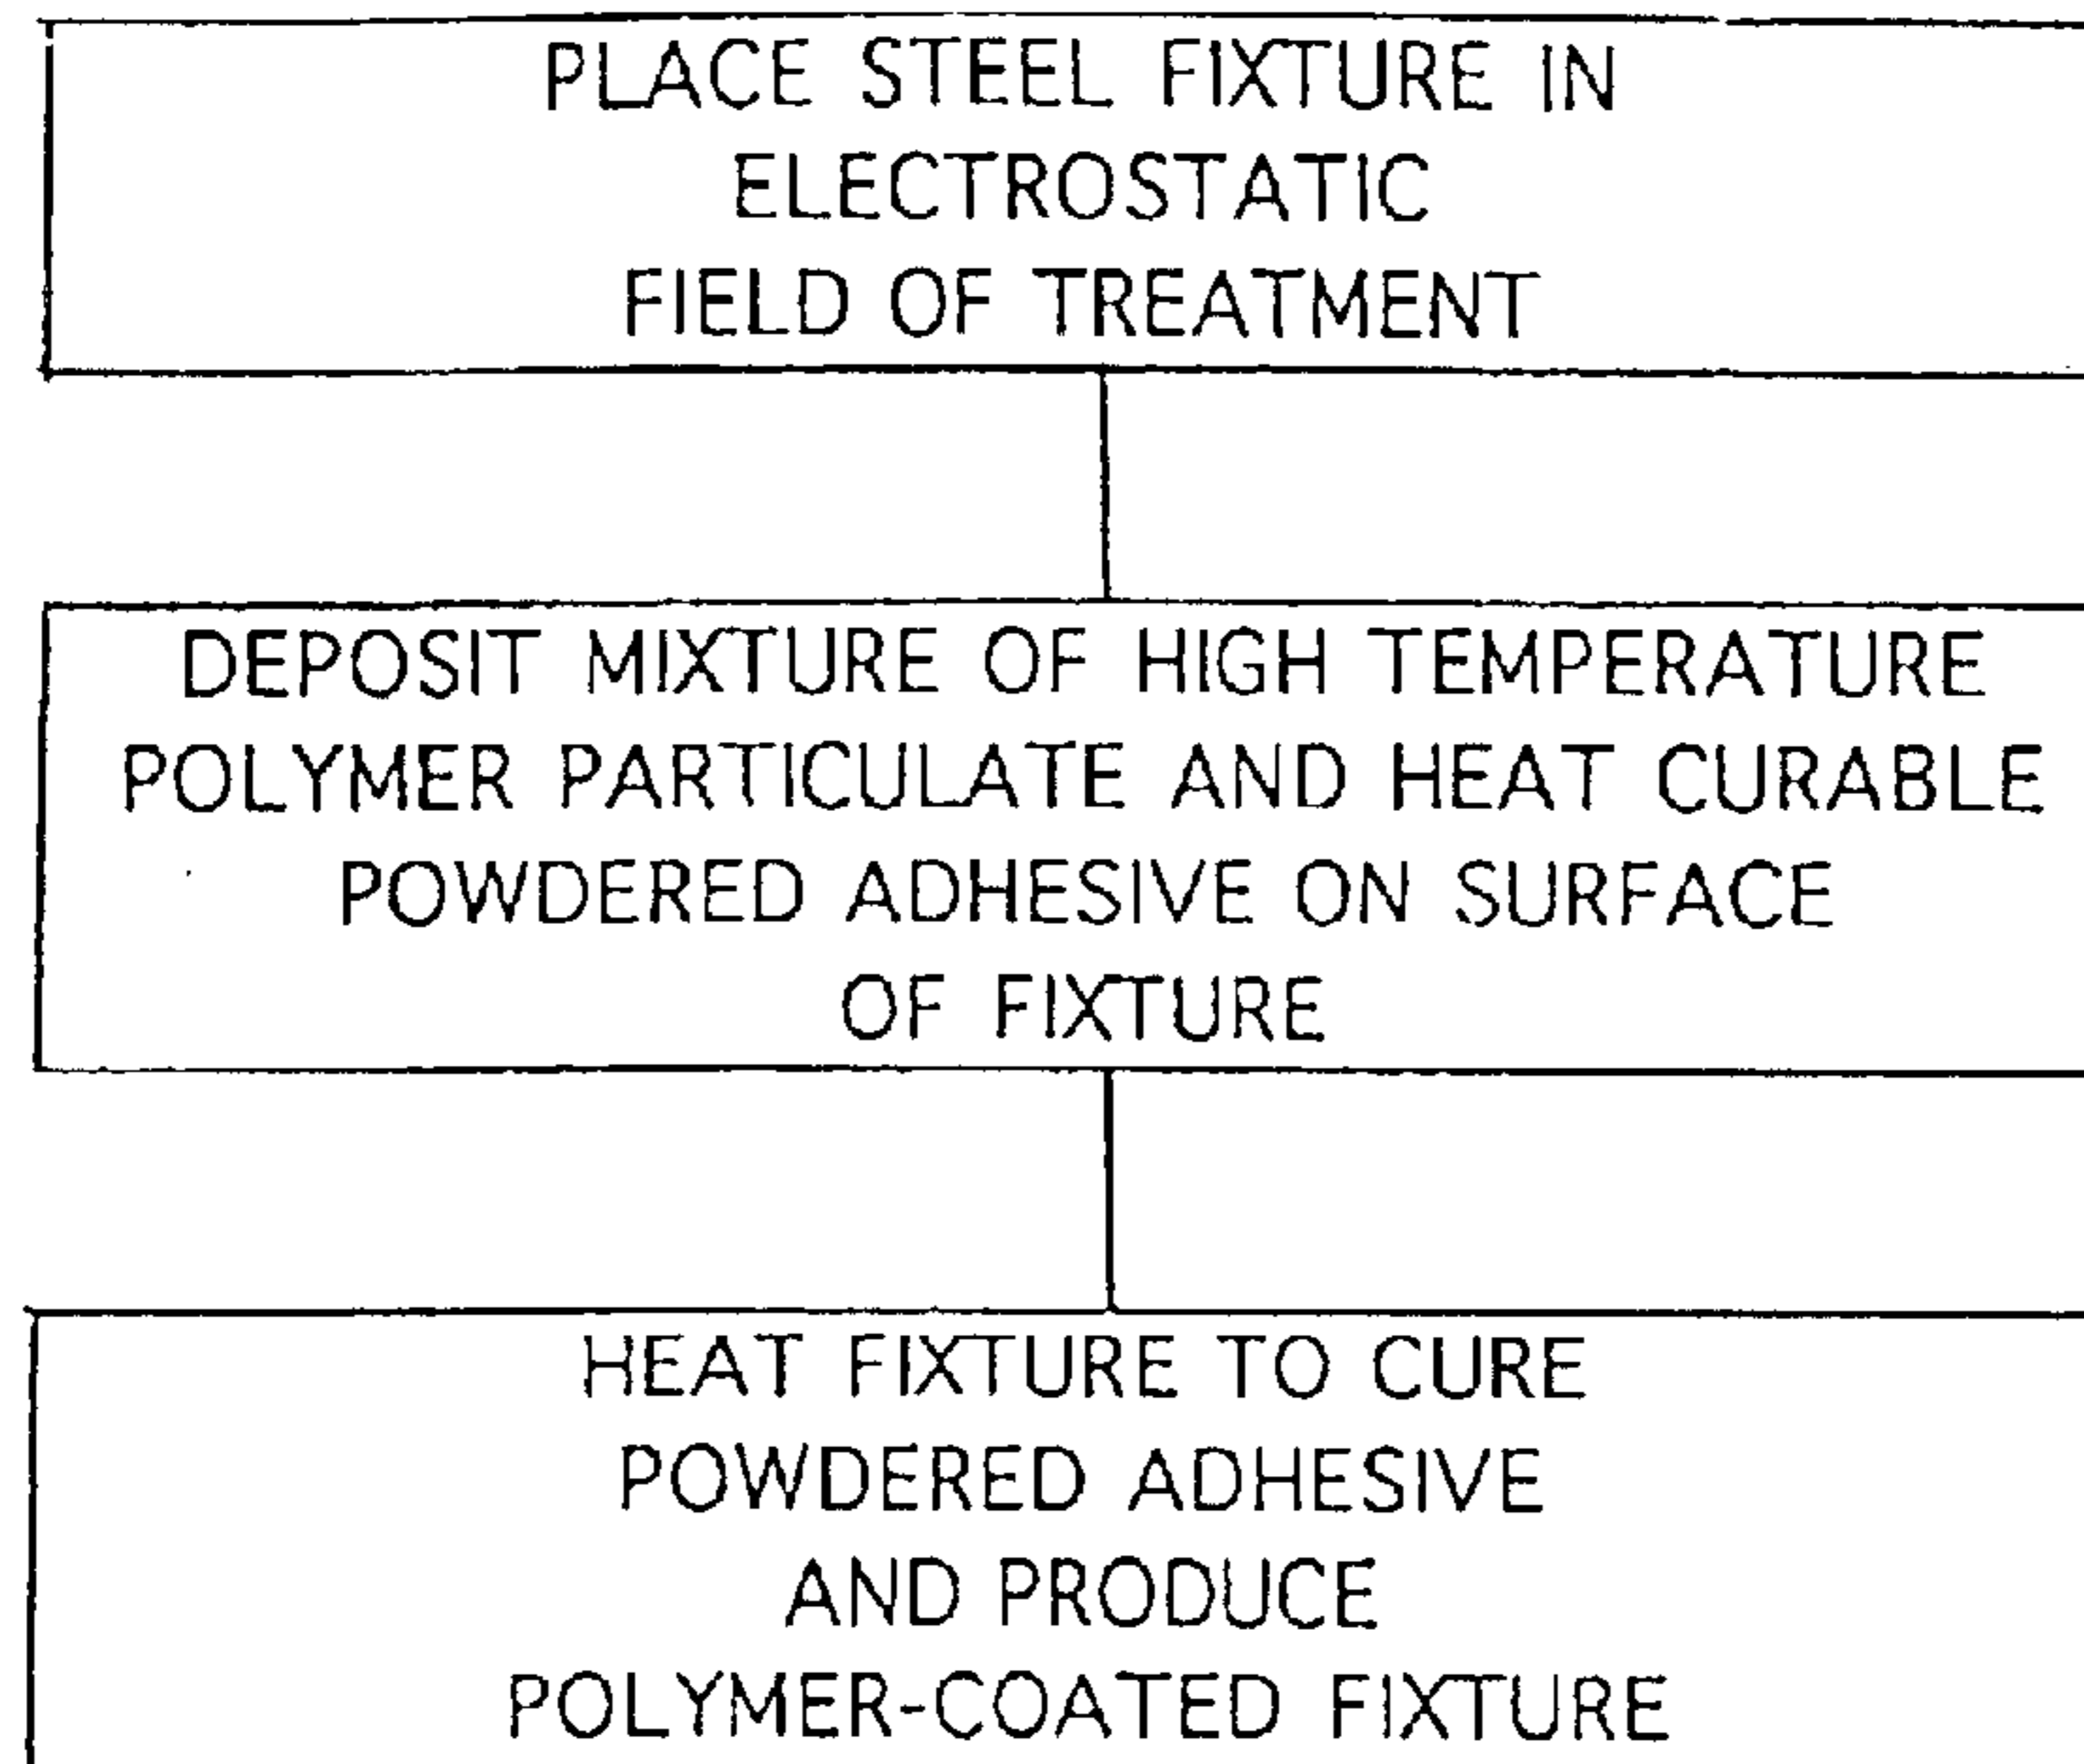 PLACE STEEL FIXTURE IN
ELECTROSTATIC
FIELD OF TREATMENT
DEPOSIT MIXTURE OF HIGH TEMPERATURE
POLYMER PARTICULATE AND HEAT CURABLE
POWDERED ADHESIVE ON SURFACE
OF FIXTURE
HEAT FIXTURE TO CURE
POWDERED ADHESIVE
AND PRODUCE
POLYMER-COATED FIXTURE